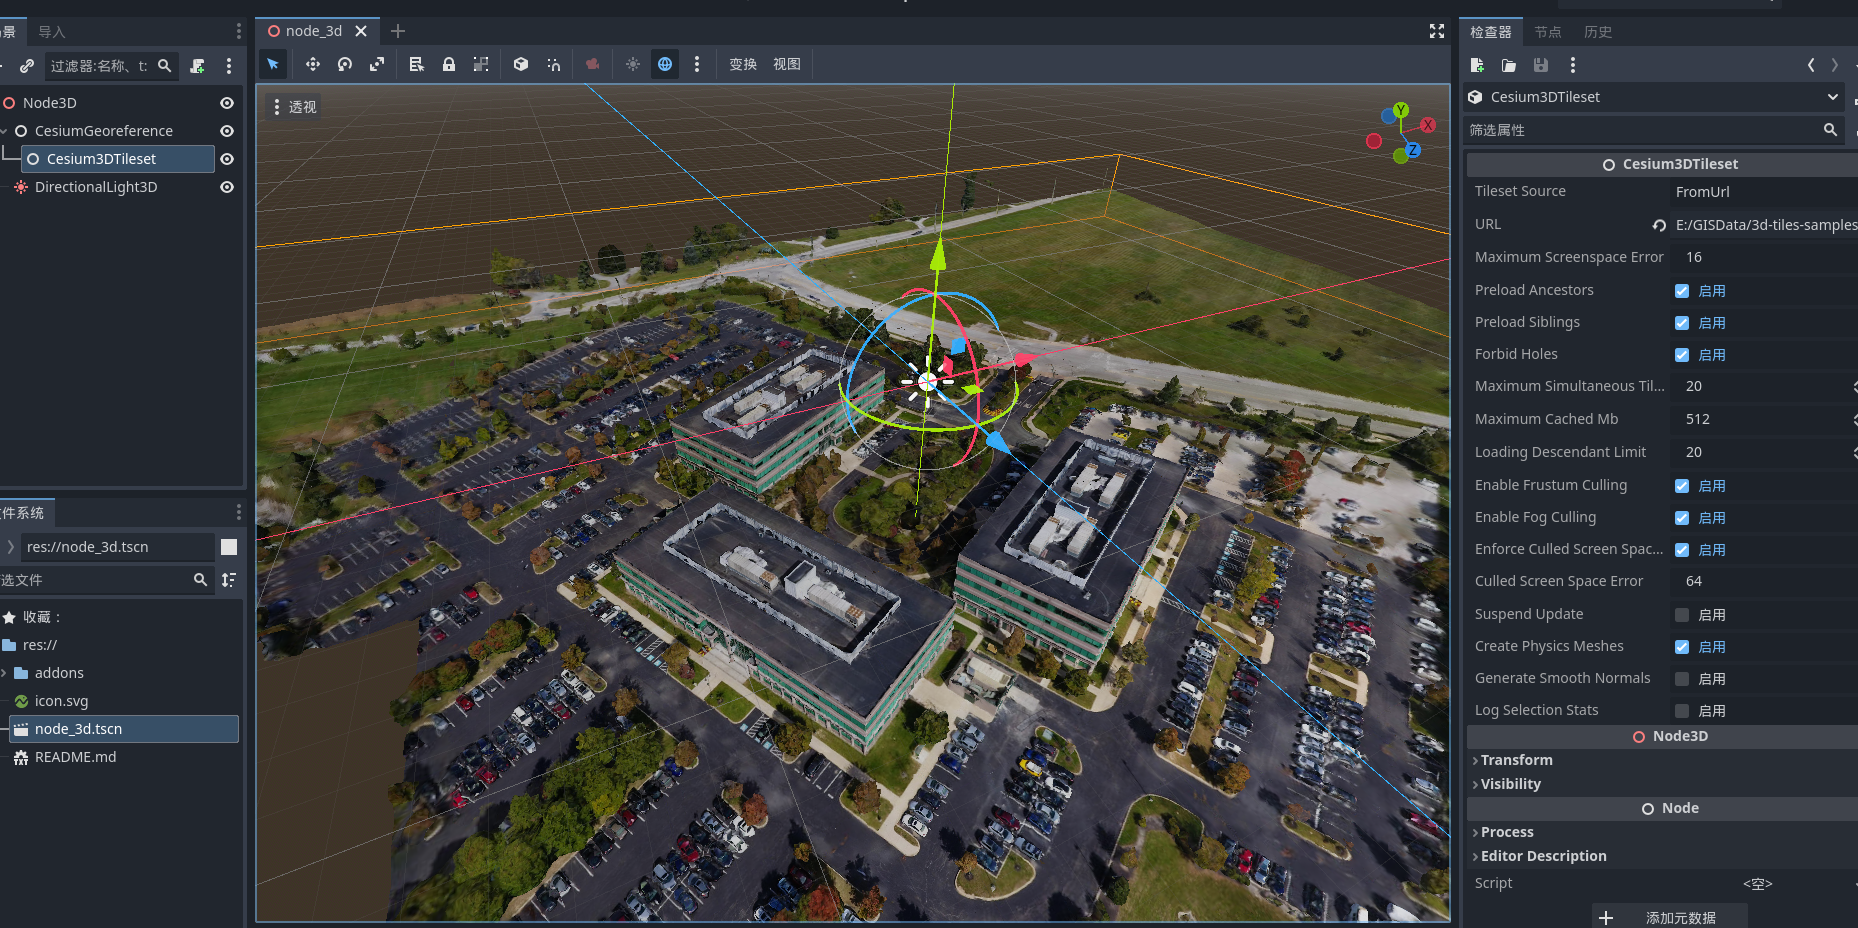 景
导入
过滤器:名称、t:
Node3D
CesiumGeoreference
Cesium3DTileset
DirectionalLight3D
件系统
res://node_3d.tscn
选文件
收藏：
res://
addons
icon.svg
node_3d.tscn
README.md
node_3d
变换
视图
透视
Y
X
Z
检查器
节点
历史
Cesium3DTileset
筛选属性
Cesium3DTileset
Tileset Source
FromUrl
URL
E:/GISData/3d-tiles-samples
Maximum Screenspace Error
16
Preload Ancestors
启用
Preload Siblings
启用
Forbid Holes
启用
Maximum Simultaneous Til...
20
Maximum Cached Mb
512
Loading Descendant Limit
20
Enable Frustum Culling
启用
Enable Fog Culling
启用
Enforce Culled Screen Spac...
启用
Culled Screen Space Error
64
Suspend Update
启用
Create Physics Meshes
启用
Generate Smooth Normals
启用
Log Selection Stats
启用
Node3D
Transform
Visibility
Node
Process
Editor Description
Script
<空>
添加元数据